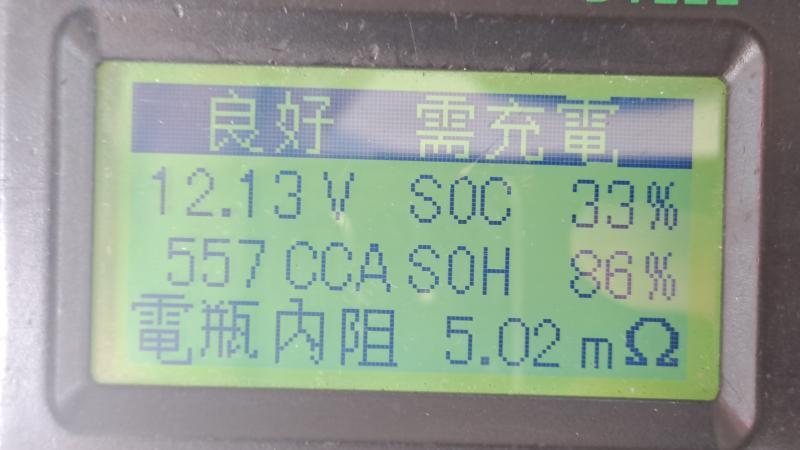 良好 需充電
12.13V SOC 33%
557CCA SOH 86%
電瓶內阻 5.02mΩ